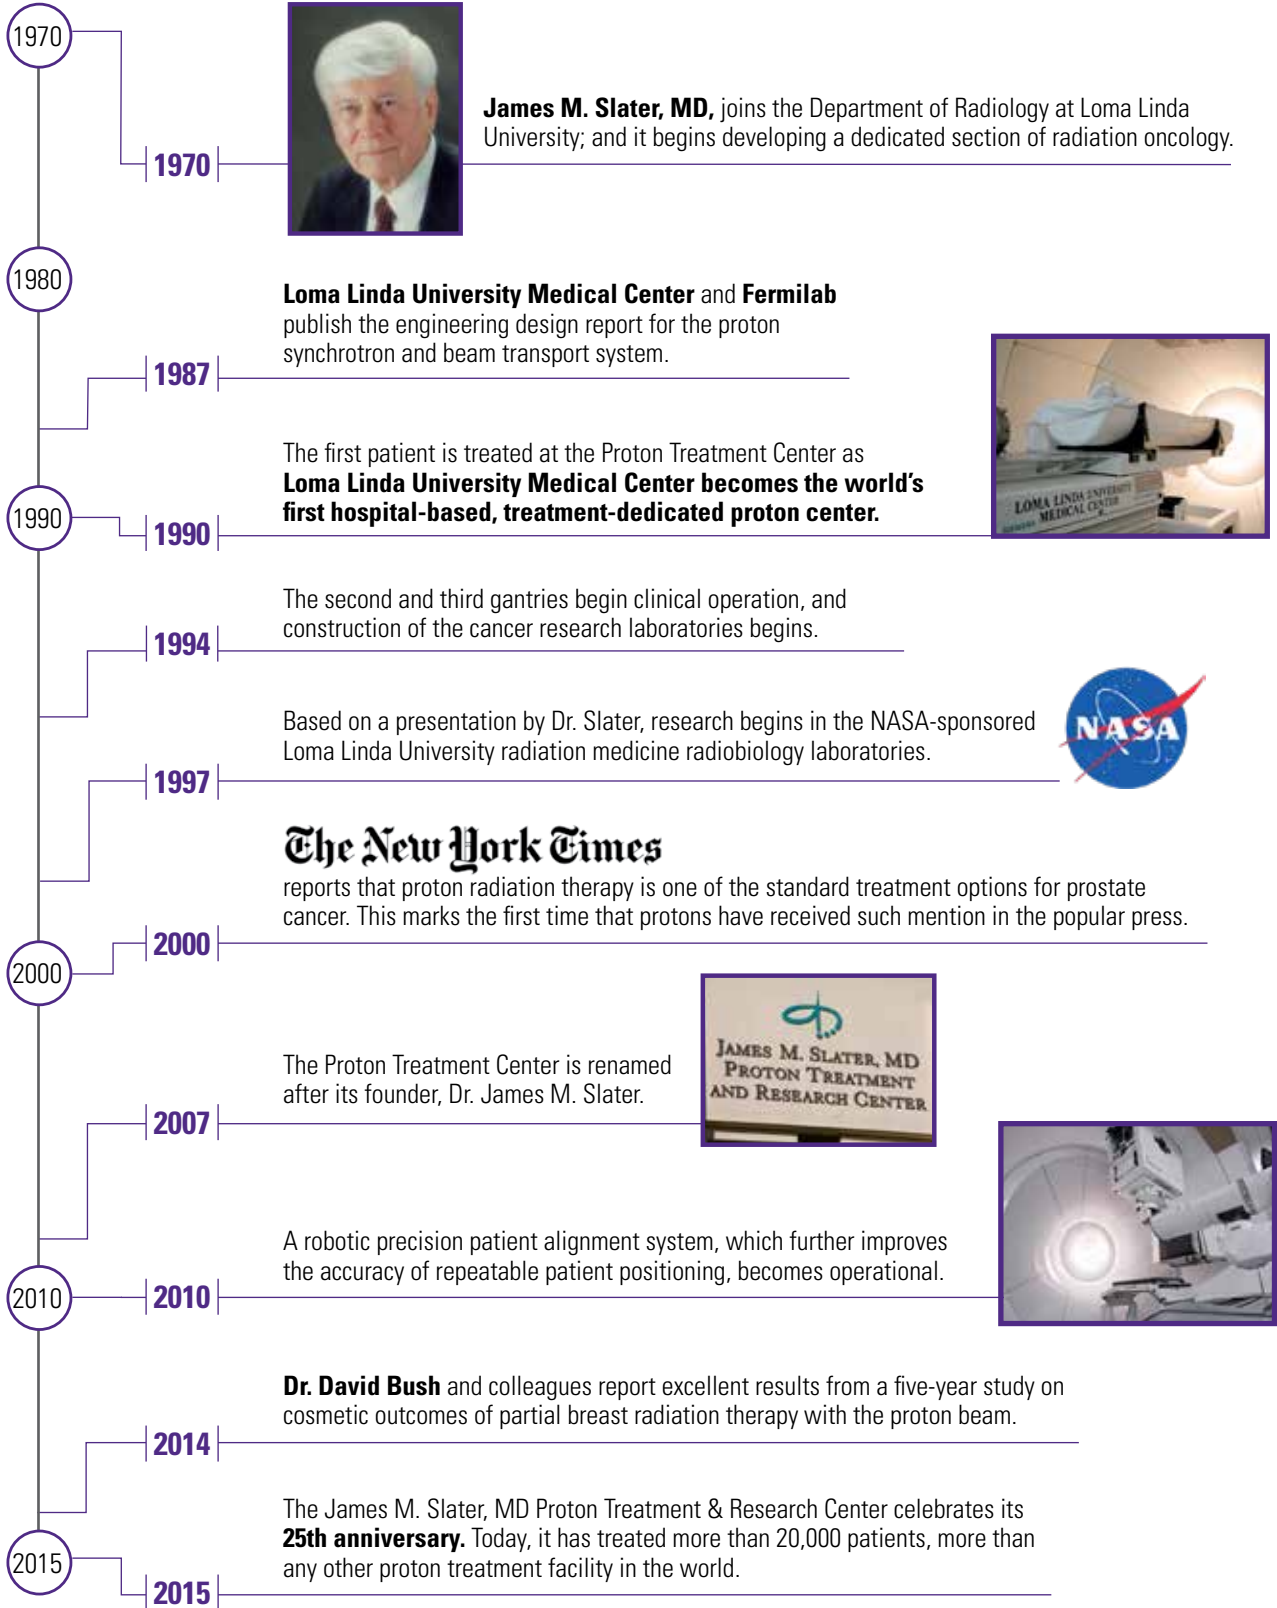 1970
James M. Slater, MD, joins the Department of Radiology at Loma Linda
University; and it begins developing a dedicated section of radiation oncology.
1970
1980
Loma Linda University Medical Center and Fermilab
publish the engineering design report for the proton
synchrotron and beam transport system.
1987
LOMA LINDA UNIVERSITY
MEDICAL CENTER
The first patient is treated at the Proton Treatment Center as
Loma Linda University Medical Center becomes the world’s
first hospital-based, treatment-dedicated proton center.
1990
1990
The second and third gantries begin clinical operation, and
construction of the cancer research laboratories begins.
1994
NASA
Based on a presentation by Dr. Slater, research begins in the NASA-sponsored
Loma Linda University radiation medicine radiobiology laboratories.
1997
The New York Times
reports that proton radiation therapy is one of the standard treatment options for prostate
cancer. This marks the first time that protons have received such mention in the popular press.
2000
2000
The Proton Treatment Center is renamed
after its founder, Dr. James M. Slater.
2007
JAMES M. SLATER, MD
PROTON TREATMENT
AND RESEARCH CENTER
A robotic precision patient alignment system, which further improves
the accuracy of repeatable patient positioning, becomes operational.
2010
2010
Dr. David Bush and colleagues report excellent results from a five-year study on
cosmetic outcomes of partial breast radiation therapy with the proton beam.
2014
The James M. Slater, MD Proton Treatment & Research Center celebrates its
25th anniversary. Today, it has treated more than 20,000 patients, more than
any other proton treatment facility in the world.
2015
2015